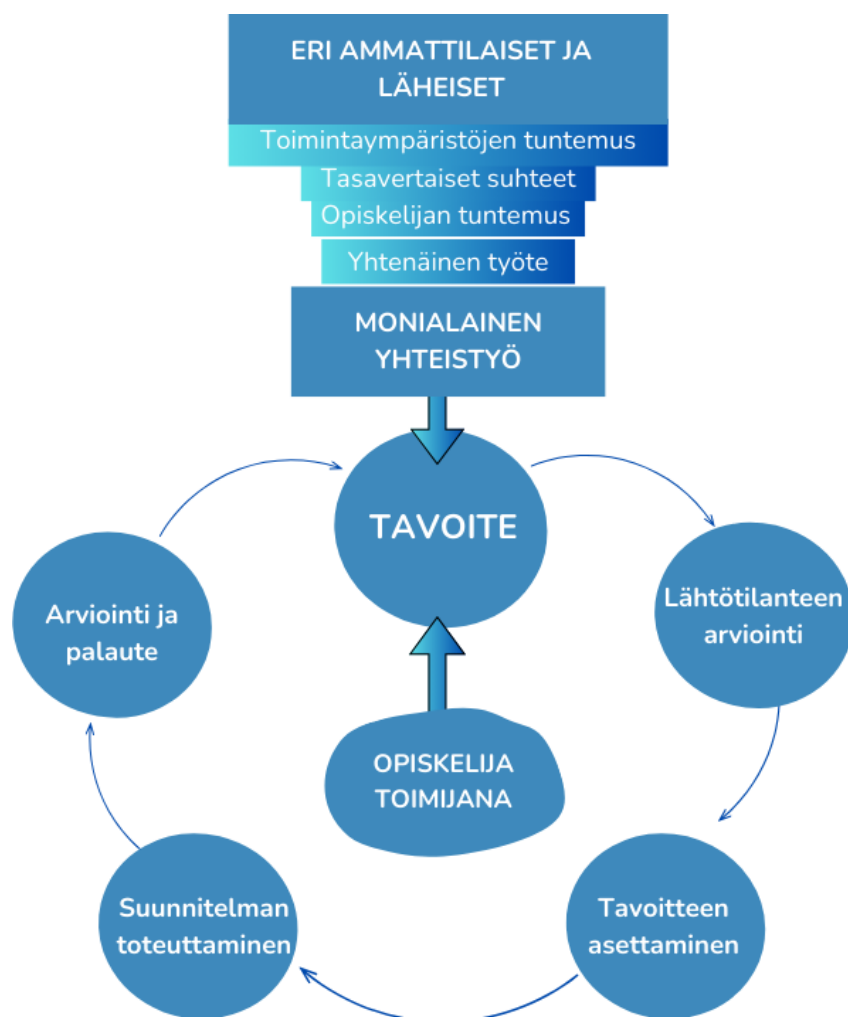 ERI AMMATTILAISET JA
LÄHEISET
Toimintaympäristöjen tuntemus
Tasavertaiset suhteet
Opiskelijan tuntemus
Yhtenäinen työte
MONIALAINEN
YHTEISTYÖ
TAVOITE
Lähtötilanteen
arviointi
Tavoitteen
asettaminen
Suunnitelman
toteuttaminen
Arviointi ja
palaute
OPISKELIJA
TOIMIJANA